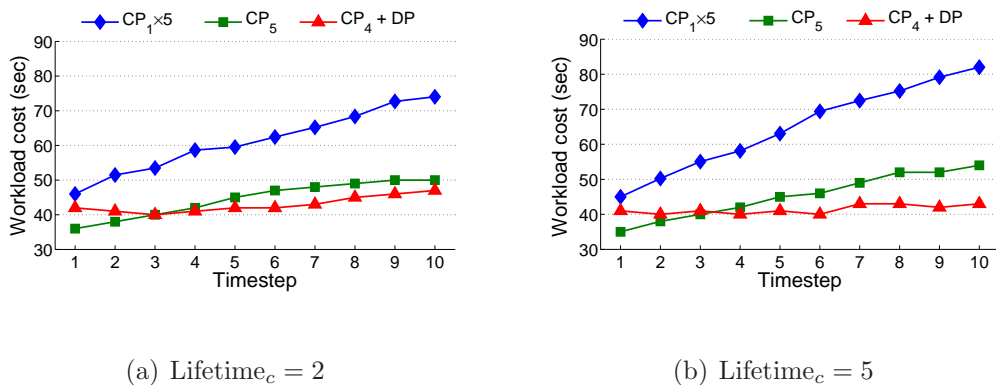 CP₁×5 CP₅ CP₄ + DP
90
80
70
60
50
40
30
Workload cost (sec)
1 2 3 4 5 6 7 8 9 10
Timestep
(a) Lifetime_c = 2
CP₁×5 CP₅ CP₄ + DP
90
80
70
60
50
40
30
Workload cost (sec)
1 2 3 4 5 6 7 8 9 10
Timestep
(b) Lifetime_c = 5